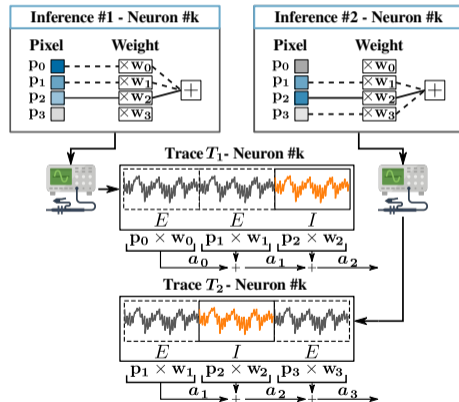 Inference #1 - Neuron #k
Pixel Weight
p₀ ×w₀
p₁ ×w₁
p₂ ×w₂
p₃ ×w₃
+
Inference #2 - Neuron #k
Pixel Weight
p₀ ×w₀
p₁ ×w₁
p₂ ×w₂
p₃ ×w₃
+
Trace T₁- Neuron #k
E E I
p₀ × w₀ p₁ × w₁ p₂ × w₂
a₀ + a₁ + a₂
Trace T₂- Neuron #k
E I E
p₁ × w₁ p₂ × w₂ p₃ × w₃
a₁ + a₂ + a₃